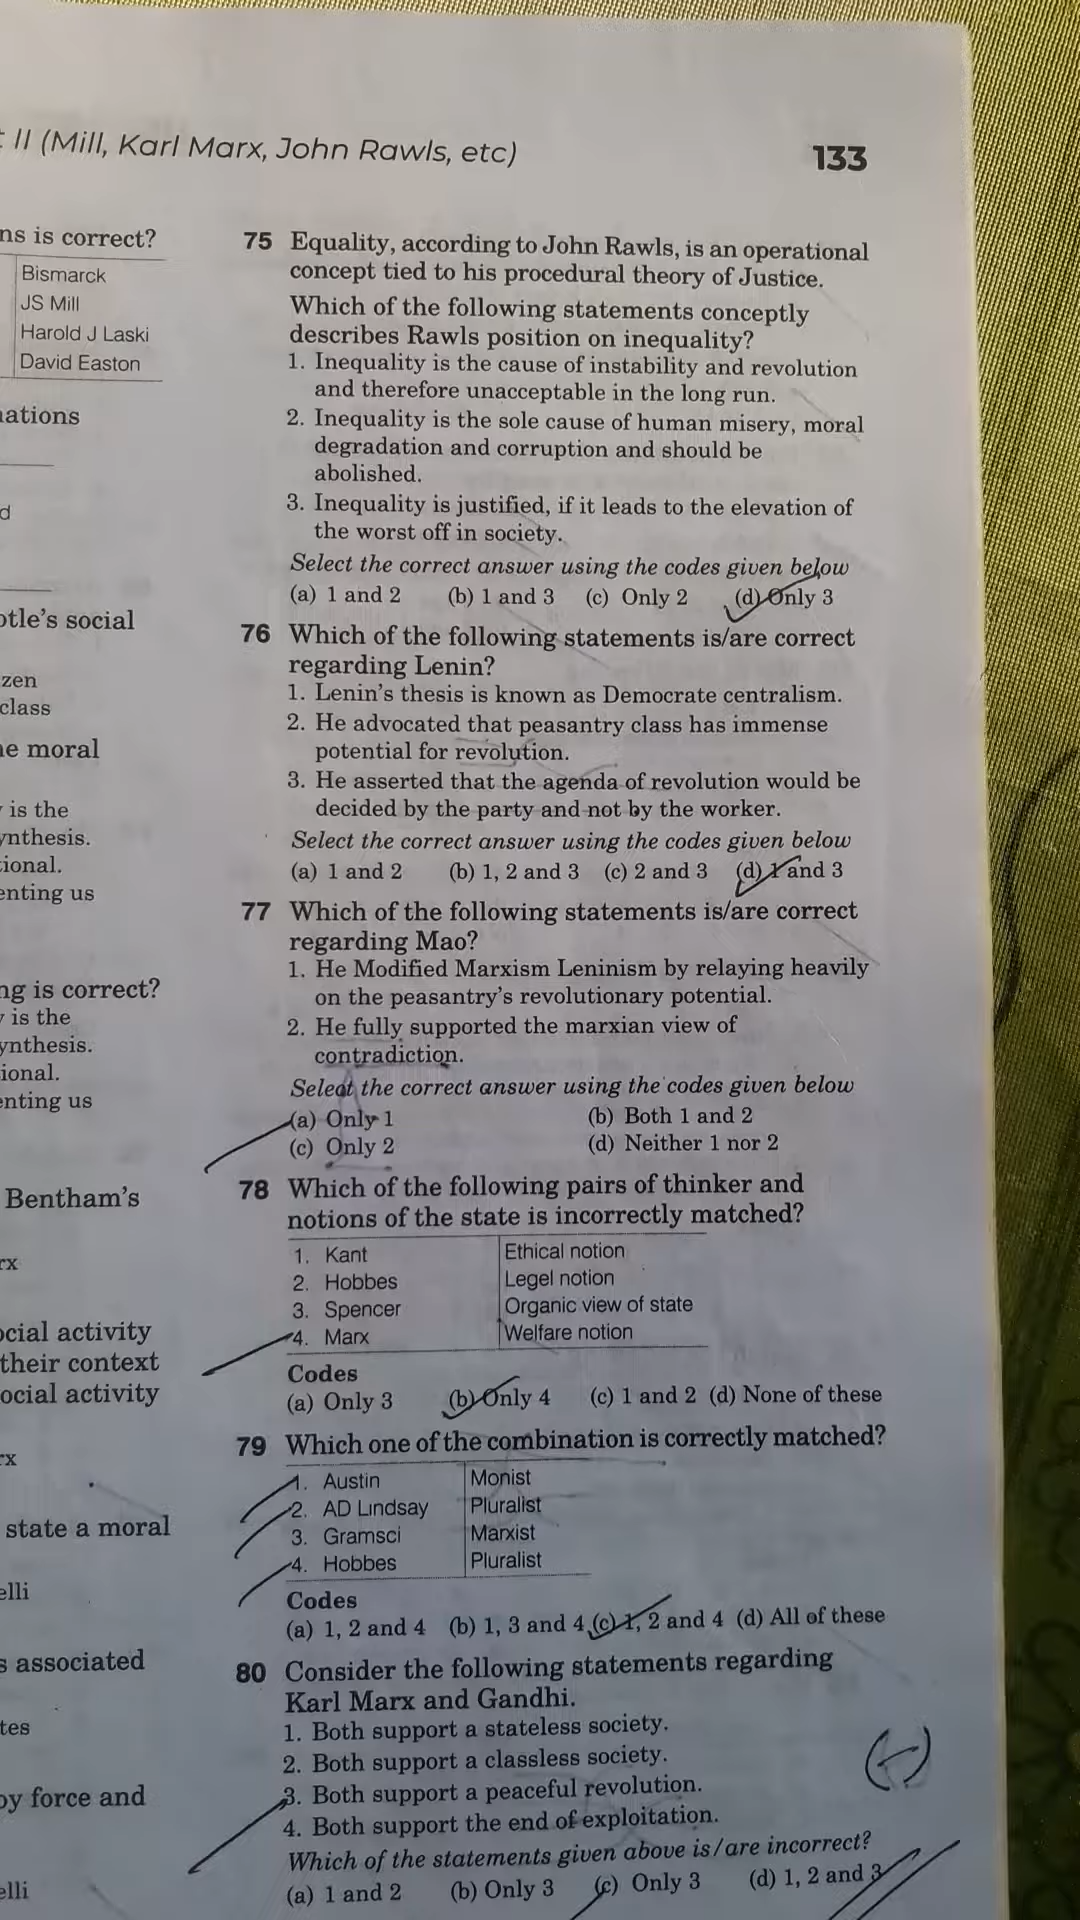 II (Mill, Karl Marx, John Rawls, etc)
133
ns is correct?
Bismarck
JS Mill
Harold J Laski
David Easton
ations
d
otle's social
zen
class
e moral
is the
ynthesis.
ional.
enting us
ng is correct?
is the
ynthesis.
ional.
enting us
Bentham's
rx
ocial activity
their context
ocial activity
rx
state a moral
elli
s associated
tes
by force and
elli
75 Equality, according to John Rawls, is an operational
concept tied to his procedural theory of Justice.
Which of the following statements conceptly
describes Rawls position on inequality?
1. Inequality is the cause of instability and revolution
and therefore unacceptable in the long run.
2. Inequality is the sole cause of human misery, moral
degradation and corruption and should be
abolished.
3. Inequality is justified, if it leads to the elevation of
the worst off in society.
Select the correct answer using the codes given below
(a) 1 and 2 (b) 1 and 3 (c) Only 2 (d) Only 3
76 Which of the following statements is/are correct
regarding Lenin?
1. Lenin's thesis is known as Democrate centralism.
2. He advocated that peasantry class has immense
potential for revolution.
3. He asserted that the agenda of revolution would be
decided by the party and not by the worker.
Select the correct answer using the codes given below
(a) 1 and 2 (b) 1, 2 and 3 (c) 2 and 3 (d) 1 and 3
77 Which of the following statements is/are correct
regarding Mao?
1. He Modified Marxism Leninism by relaying heavily
on the peasantry's revolutionary potential.
2. He fully supported the marxian view of
contradiction.
Select the correct answer using the codes given below
(a) Only 1 (b) Both 1 and 2
(c) Only 2 (d) Neither 1 nor 2
78 Which of the following pairs of thinker and
notions of the state is incorrectly matched?
1. Kant Ethical notion
2. Hobbes Legel notion
3. Spencer Organic view of state
4. Marx Welfare notion
Codes
(a) Only 3 (b) Only 4 (c) 1 and 2 (d) None of these
79 Which one of the combination is correctly matched?
1. Austin Monist
2. AD Lindsay Pluralist
3. Gramsci Marxist
4. Hobbes Pluralist
Codes
(a) 1, 2 and 4 (b) 1, 3 and 4 (c) 1, 2 and 4 (d) All of these
80 Consider the following statements regarding
Karl Marx and Gandhi.
1. Both support a stateless society.
2. Both support a classless society.
3. Both support a peaceful revolution.
4. Both support the end of exploitation.
Which of the statements given above is/are incorrect?
(a) 1 and 2 (b) Only 3 (c) Only 3 (d) 1, 2 and 3
(-)